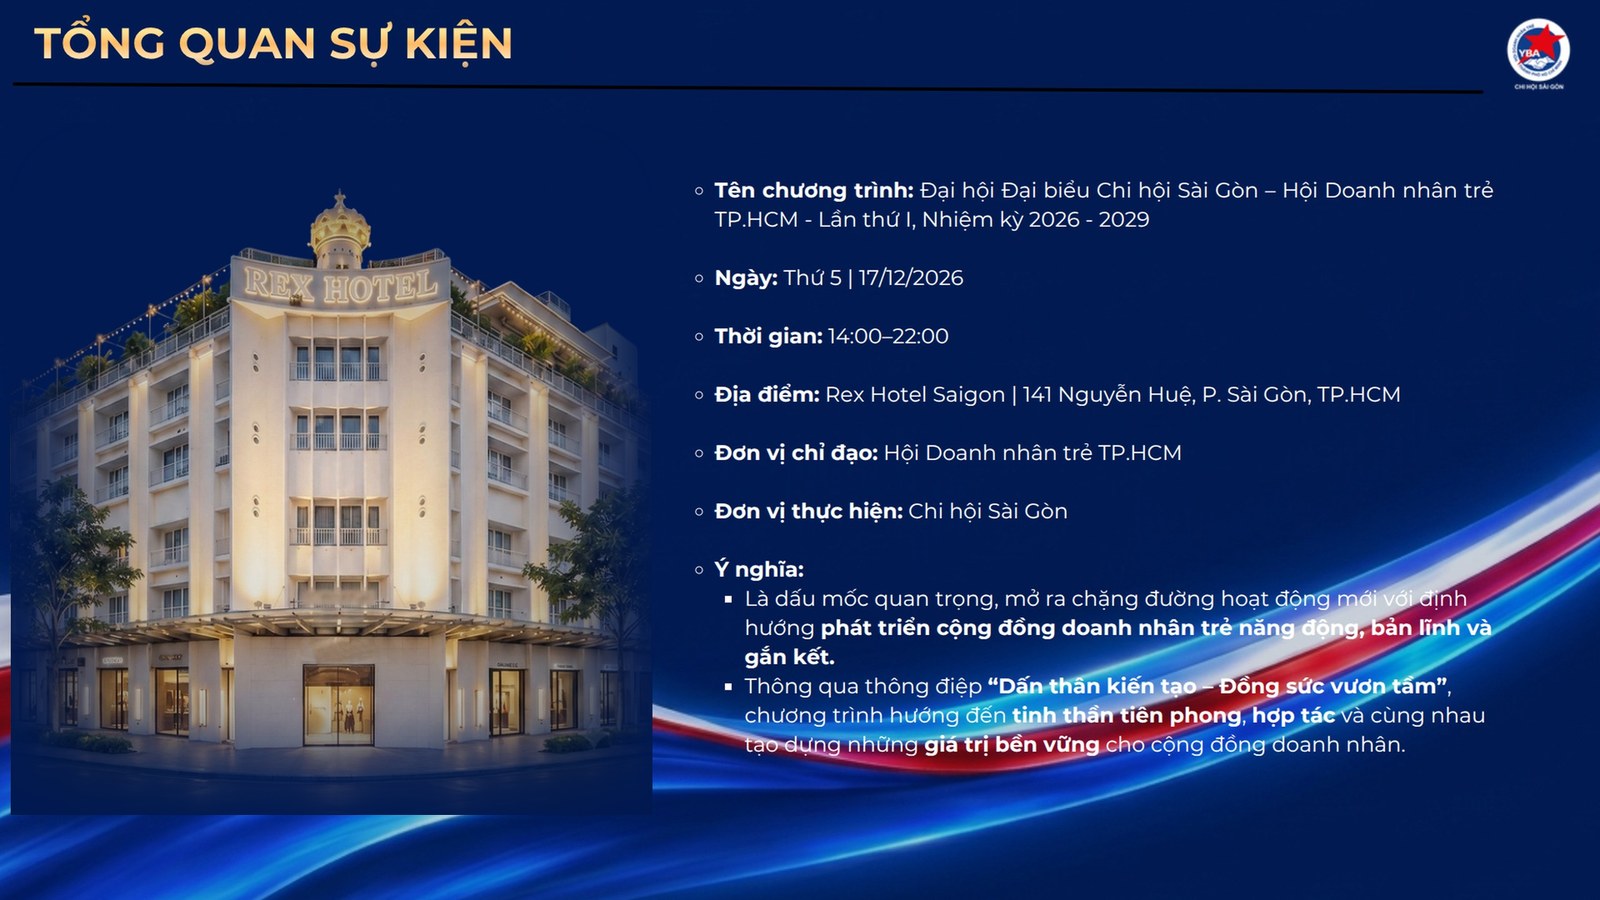 TỔNG QUAN SỰ KIỆN
YBA
CHI HỘI SÀI GÒN
REX HOTEL
Tên chương trình: Đại hội Đại biểu Chi hội Sài Gòn – Hội Doanh nhân trẻ
TP.HCM - Lần thứ I, Nhiệm kỳ 2026 - 2029
Ngày: Thứ 5 | 17/12/2026
Thời gian: 14:00–22:00
Địa điểm: Rex Hotel Saigon | 141 Nguyễn Huệ, P. Sài Gòn, TP.HCM
Đơn vị chỉ đạo: Hội Doanh nhân trẻ TP.HCM
Đơn vị thực hiện: Chi hội Sài Gòn
Ý nghĩa:
Là dấu mốc quan trọng, mở ra chặng đường hoạt động mới với định
hướng phát triển cộng đồng doanh nhân trẻ năng động, bản lĩnh và
gắn kết.
Thông qua thông điệp “Dấn thân kiến tạo – Đồng sức vươn tầm”,
chương trình hướng đến tinh thần tiên phong, hợp tác và cùng nhau
tạo dựng những giá trị bền vững cho cộng đồng doanh nhân.